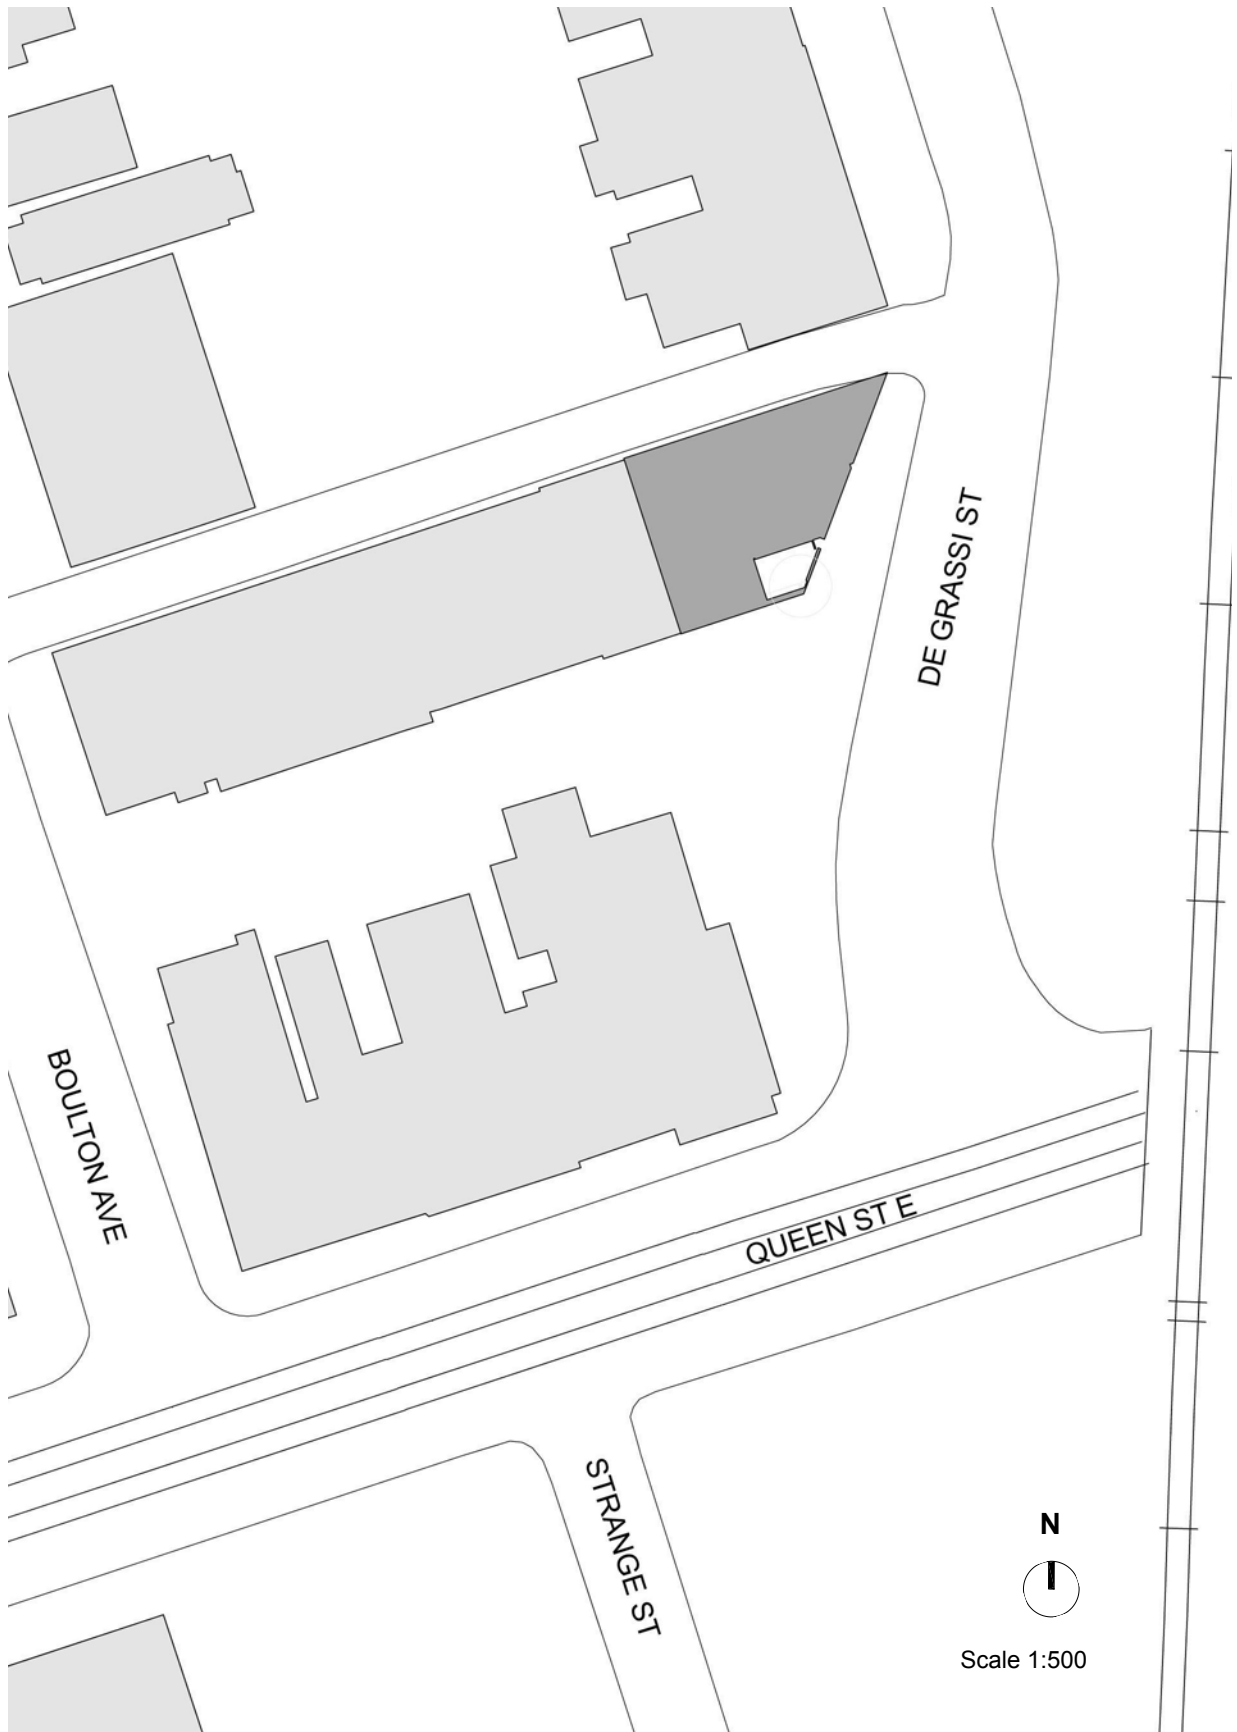 DE GRASSI ST
BOULTON AVE
QUEEN ST E
STRANGE ST
N
Scale 1:500